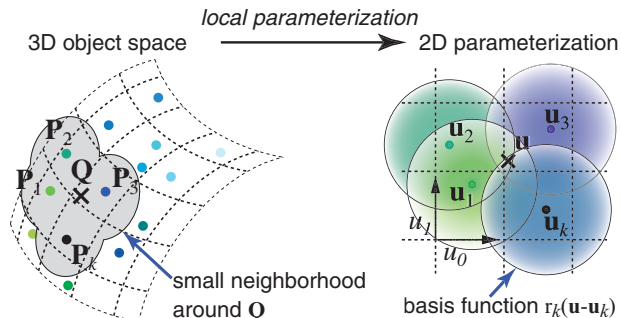 local parameterization
3D object space
2D parameterization
P2
P1
Q
P3
Pk
small neighborhood
around Q
u2
u3
u
u1
uk
u1
u0
basis function rk(u-uk)